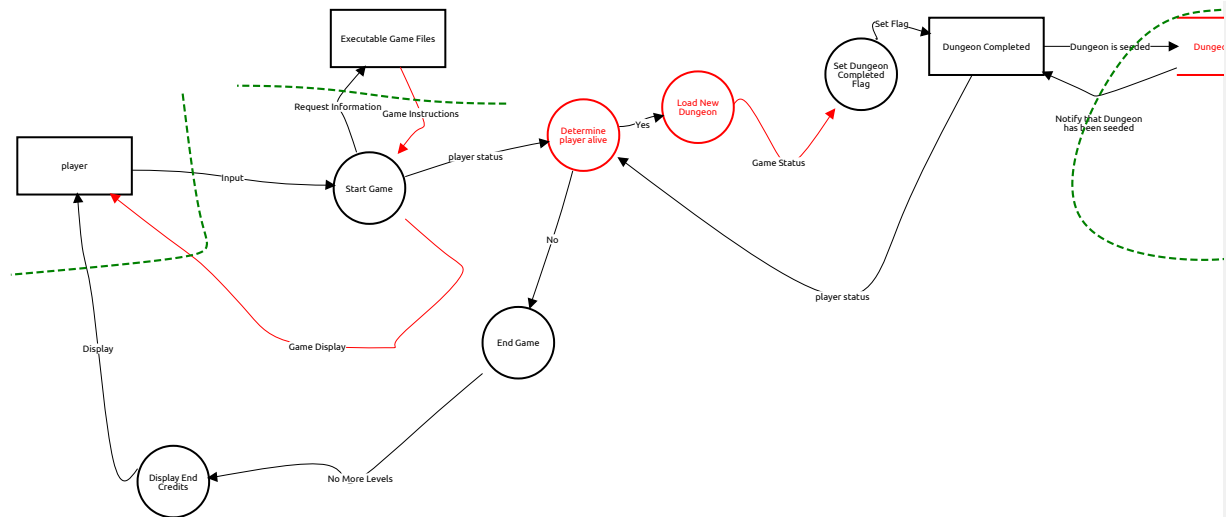 Set Flag
Executable Game Files
Dungeon Completed
Dungeon is seeded
Set Dungeon
Completed
Flag
Load New
Dungeon
Request Information
Game Instructions
Yes
Notify that Dungeon
has been seeded
Determine
player alive
player status
Game Status
player
Input
Start Game
No
player status
End Game
Game Display
Display
No More Levels
Display End
Credits